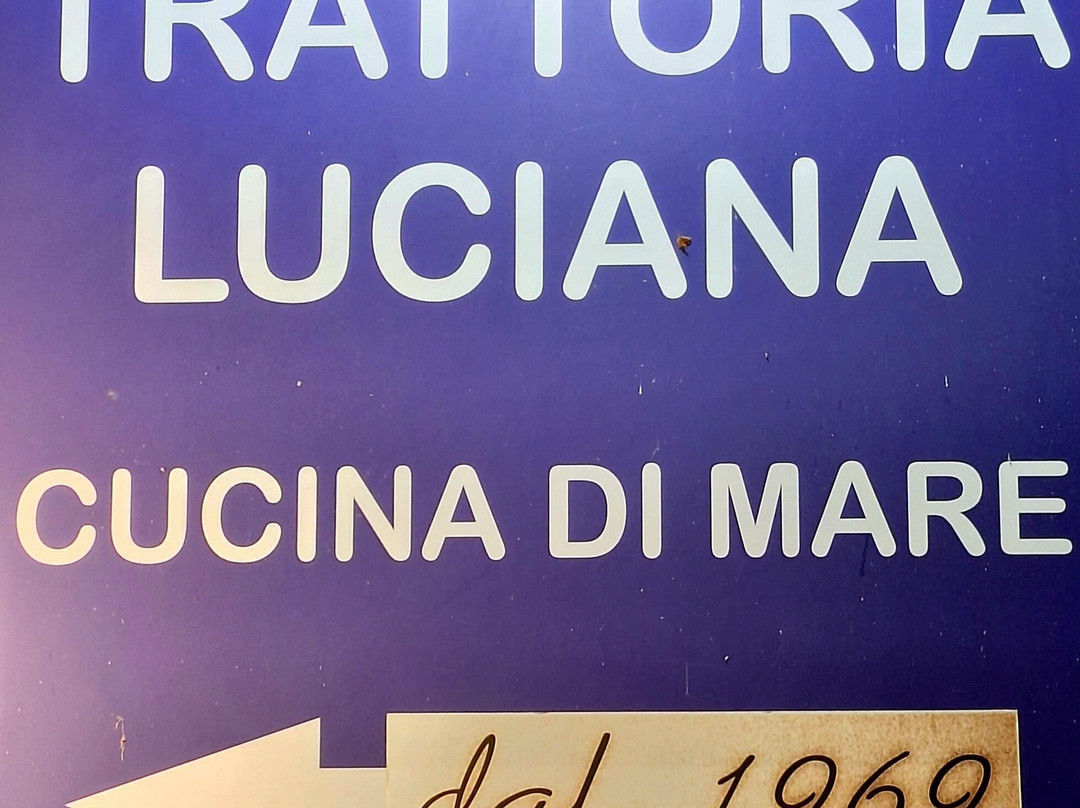 TRATTORIA
LUCIANA
CUCINA DI MARE
dal 1969